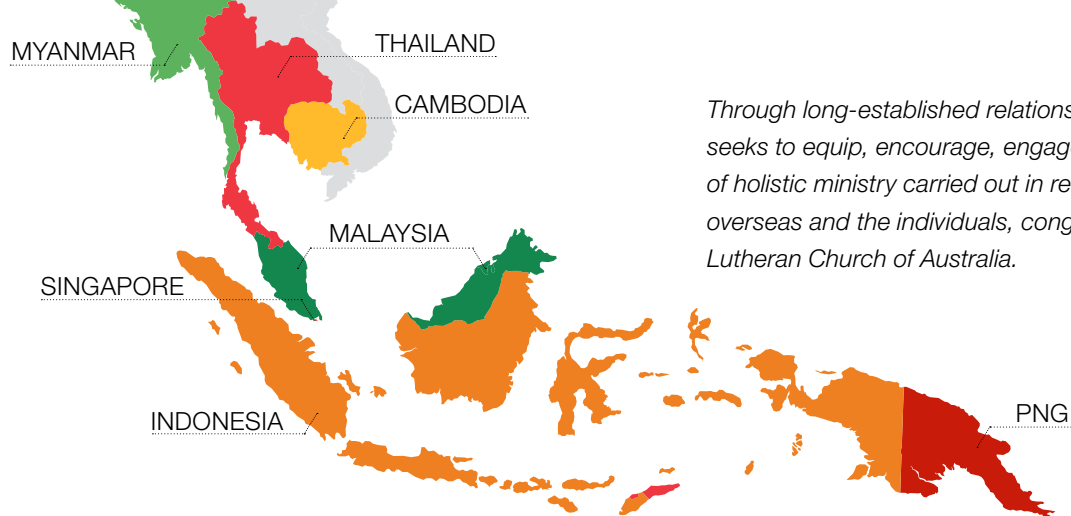 MYANMAR
THAILAND
CAMBODIA
MALAYSIA
SINGAPORE
INDONESIA
PNG
Through long-established relations
seeks to equip, encourage, engag
of holistic ministry carried out in re
overseas and the individuals, cong
Lutheran Church of Australia.